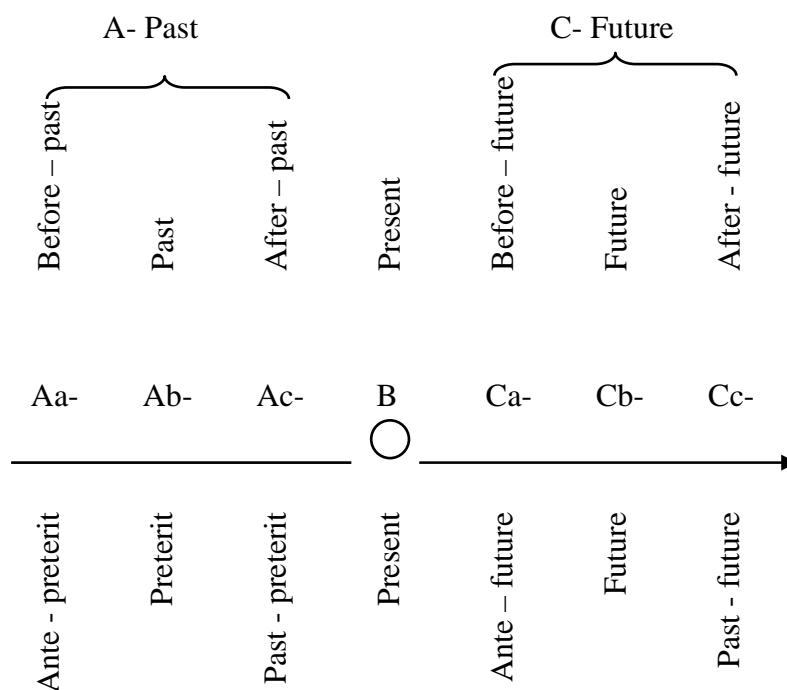 A- Past
C- Future
Before – past
Past
After – past
Present
Before – future
Future
After - future
Aa-
Ab-
Ac-
B
Ca-
Cb-
Cc-
Ante - preterit
Preterit
Past - preterit
Present
Ante – future
Future
Past - future